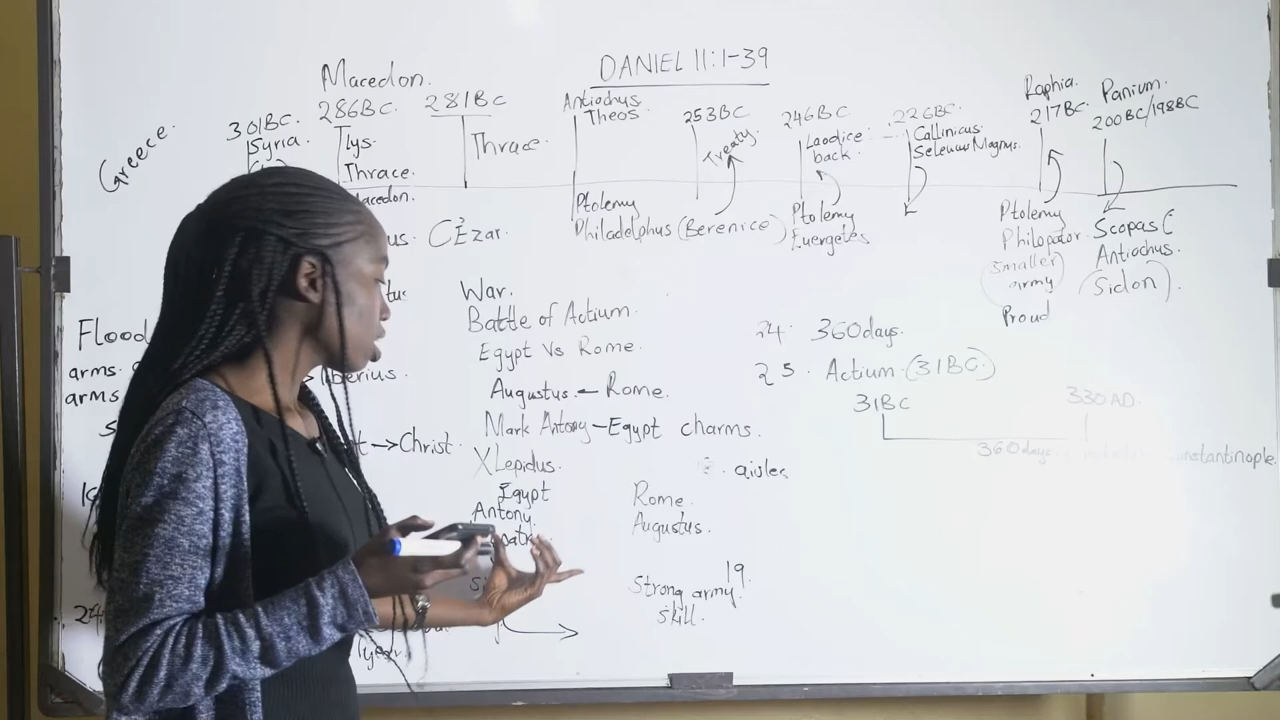 DANIEL 11:1-39
Greece.
301BC.
Syria.
Macedon.
286BC.
Lys.
Thrace.
Macedon.
281BC
Thrace.
Antiochus
Theos
Ptolemy
Philadelphus (Berenice)
253BC
Treaty.
246BC
Laodice
back.
Ptolemy
Euergetes
226BC.
Callinicus
Seleucus Magnus.
Raphia.
217BC.
Ptolemy
Philopator.
(Smaller
army)
Proud
Panium.
200BC/198BC
Scopas
Antiochus.
(Sidon).
Flood
arms.
arms
→Christ.
War.
Battle of Actium.
Egypt Vs Rome.
Augustus – Rome.
Mark Antony – Egypt charms.
X Lepidus.
Egypt
Antony.
aisles
Rome.
Augustus.
19
Strong army.
skill.
24. 360days.
25. Actium (31BC)
31BC
330AD.
360days